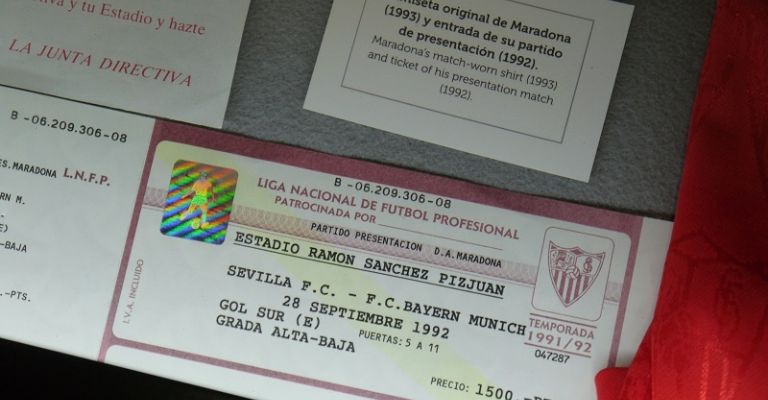 tiva y tu Estadio y hazte
LA JUNTA DIRECTIVA
miseta original de Maradona
(1993) y entrada de su partido
de presentación (1992).
Maradona's match-worn shirt (1993)
and ticket of his presentation match
(1992).
B -06.209.306-08
ES.MARADONA L.N.F.P.
RN M.
)
-BAJA
.-PTS.
I.V.A. INCLUIDO
B -06.209.306-08
LIGA NACIONAL DE FUTBOL PROFESIONAL
PATROCINADA POR
PARTIDO PRESENTACION D.A.MARADONA
ESTADIO RAMON SANCHEZ PIZJUAN
SEVILLA F.C. - F.C.BAYERN MUNICH
28 SEPTIEMBRE 1992
GOL SUR (E) PUERTAS: 5 A 11
GRADA ALTA-BAJA
TEMPORADA
1991/92
047287
PRECIO: 1500.-PT